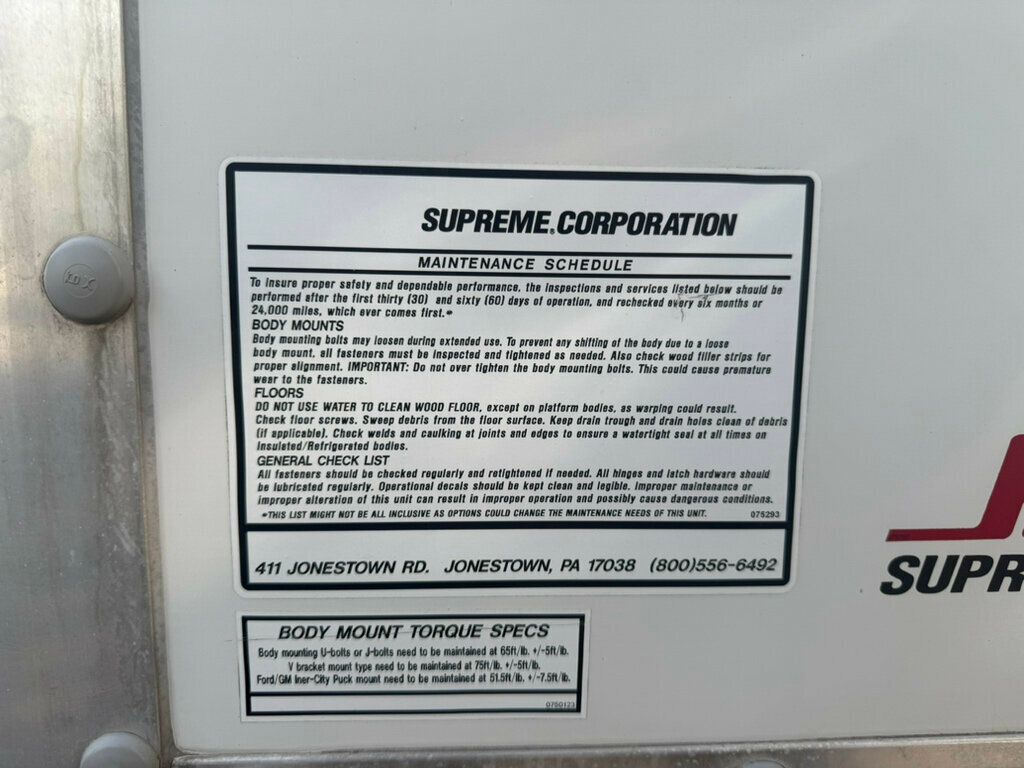 SUPREME®CORPORATION
MAINTENANCE SCHEDULE
To insure proper safety and dependable performance, the inspections and services listed below should be
performed after the first thirty (30) and sixty (60) days of operation, and rechecked every six months or
24,000 miles, which ever comes first.*
BODY MOUNTS
Body mounting bolts may loosen during extended use. To prevent any shifting of the body due to a loose
body mount, all fasteners must be inspected and tightened as needed. Also check wood filler strips for
proper alignment. IMPORTANT: Do not over tighten the body mounting bolts. This could cause premature
wear to the fasteners.
FLOORS
DO NOT USE WATER TO CLEAN WOOD FLOOR, except on platform bodies, as warping could result.
Check floor screws. Sweep debris from the floor surface. Keep drain trough and drain holes clean of debris
(if applicable). Check welds and caulking at joints and edges to ensure a watertight seal at all times on
Insulated/Refrigerated bodies.
GENERAL CHECK LIST
All fasteners should be checked regularly and retightened if needed. All hinges and latch hardware should
be lubricated regularly. Operational decals should be kept clean and legible. Improper maintenance or
improper alteration of this unit can result in improper operation and possibly cause dangerous conditions.
*THIS LIST MIGHT NOT BE ALL INCLUSIVE AS OPTIONS COULD CHANGE THE MAINTENANCE NEEDS OF THIS UNIT. 075293
411 JONESTOWN RD. JONESTOWN, PA 17038 (800)556-6492
SUPR
BODY MOUNT TORQUE SPECS
Body mounting U-bolts or J-bolts need to be maintained at 65ft/lb. +/-5ft/lb.
V bracket mount type need to be maintained at 75ft/lb. +/-5ft/lb.
Ford/GM Iner-City Puck mount need to be maintained at 51.5ft/lb. +/-7.5ft/lb.
0750123